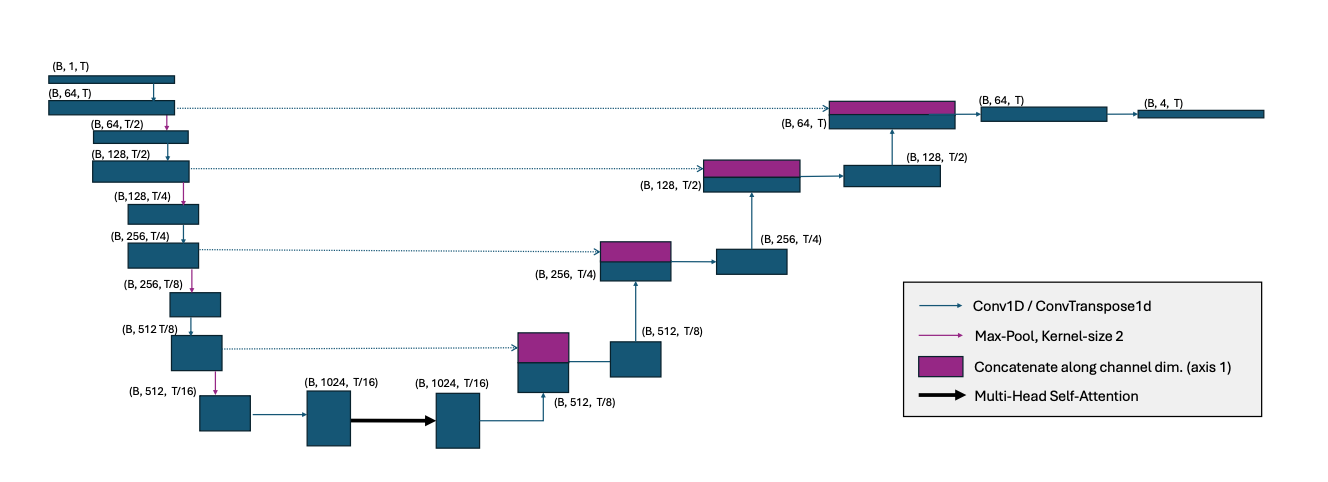 (B, 1, T)
(B, 64, T)
(B, 64, T/2)
(B, 128, T/2)
(B,128, T/4)
(B, 256, T/4)
(B, 256, T/8)
(B, 512 T/8)
(B, 512, T/16)
(B, 1024, T/16)
(B, 1024, T/16)
(B, 512, T/8)
(B, 512, T/8)
(B, 256, T/4)
(B, 256, T/4)
(B, 128, T/2)
(B, 128, T/2)
(B, 64, T)
(B, 64, T)
(B, 4, T)
Conv1D / ConvTranspose1d
Max-Pool, Kernel-size 2
Concatenate along channel dim. (axis 1)
Multi-Head Self-Attention